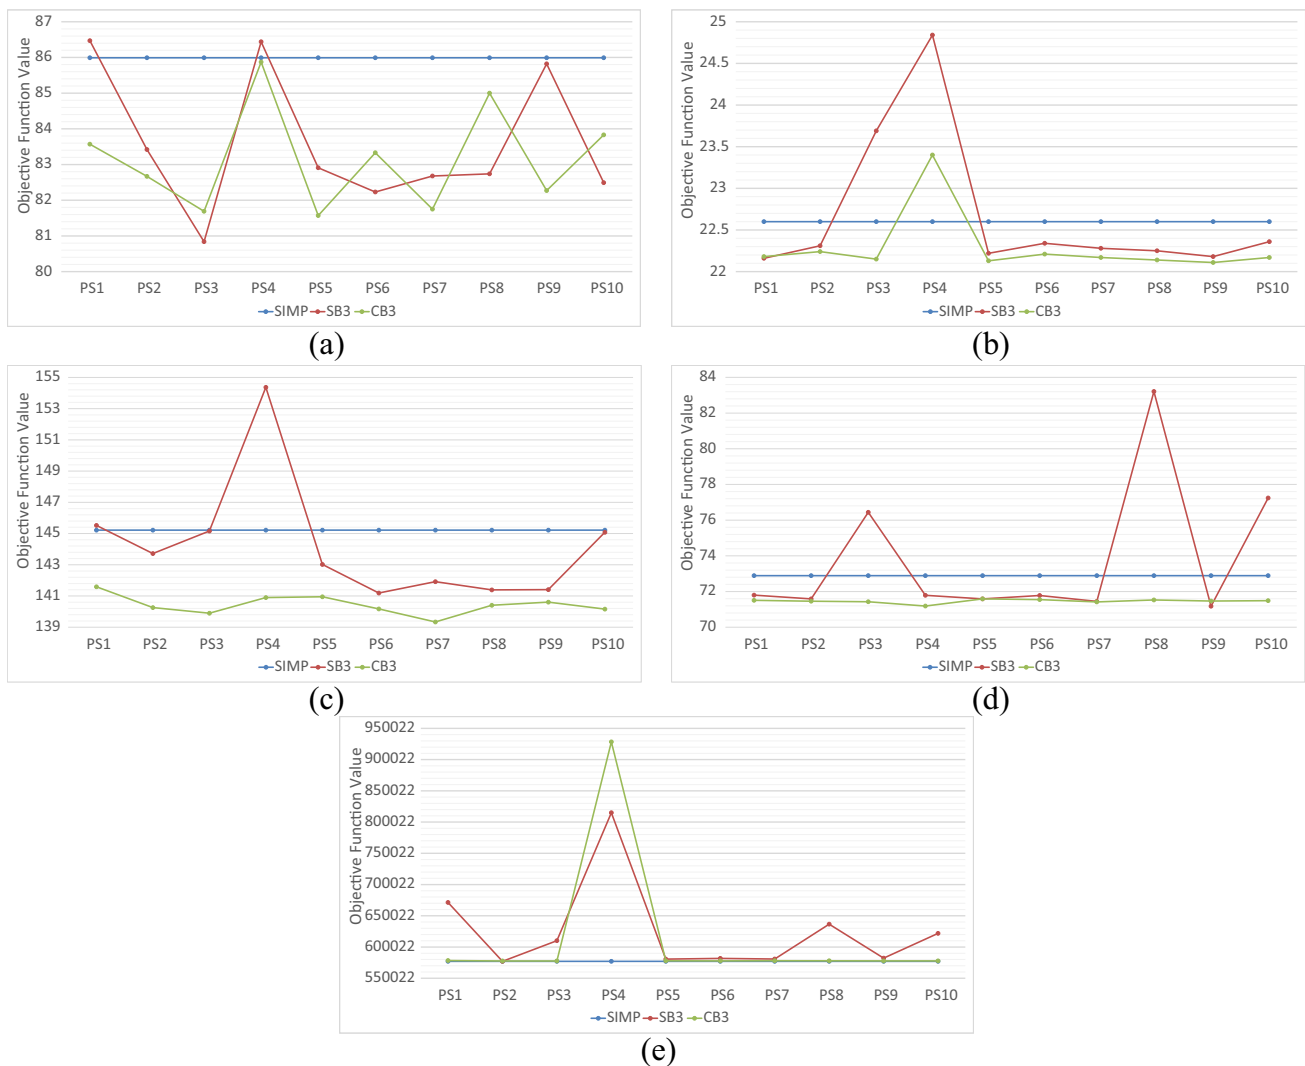 87
86
85
84
83
82
81
80
Objective Function Value
PS1 PS2 PS3 PS4 PS5 PS6 PS7 PS8 PS9 PS10
SIMP SB3 CB3
(a)
25
24.5
24
23.5
23
22.5
22
Objective Function Value
PS1 PS2 PS3 PS4 PS5 PS6 PS7 PS8 PS9 PS10
SIMP SB3 CB3
(b)
155
153
151
149
147
145
143
141
139
Objective Function Value
PS1 PS2 PS3 PS4 PS5 PS6 PS7 PS8 PS9 PS10
SIMP SB3 CB3
(c)
84
82
80
78
76
74
72
70
Objective Function Value
PS1 PS2 PS3 PS4 PS5 PS6 PS7 PS8 PS9 PS10
SIMP SB3 CB3
(d)
950022
900022
850022
800022
750022
700022
650022
600022
550022
Objective Function Value
PS1 PS2 PS3 PS4 PS5 PS6 PS7 PS8 PS9 PS10
SIMP SB3 CB3
(e)